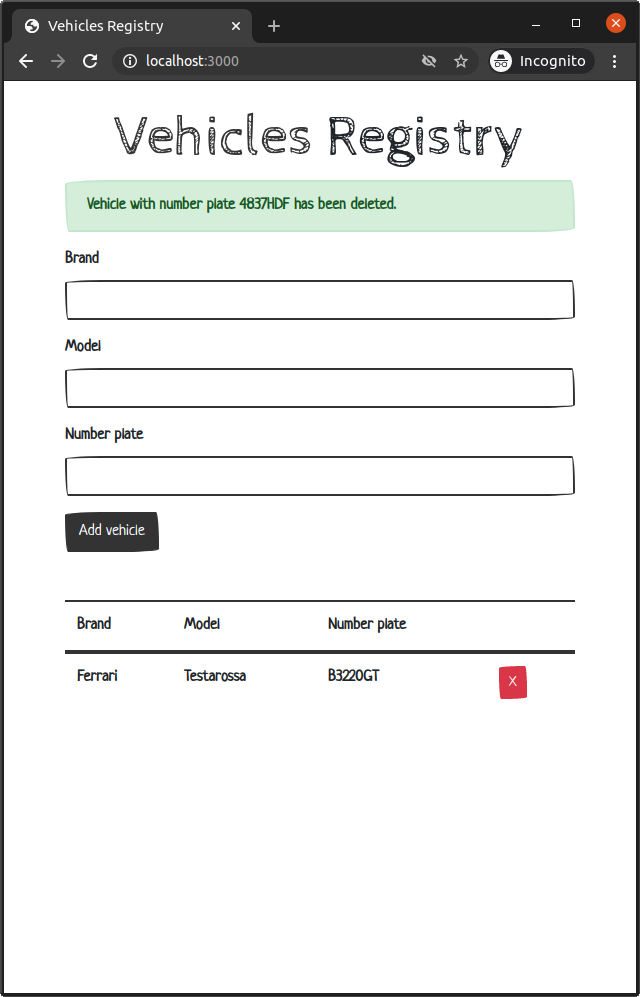 Vehicles Registry
localhost:3000
Incognito
Vehicles Registry
Vehicle with number plate 4837HDF has been deleted.
Brand
Model
Number plate
Add vehicle
Brand Model Number plate
Ferrari Testarossa B3220GT X